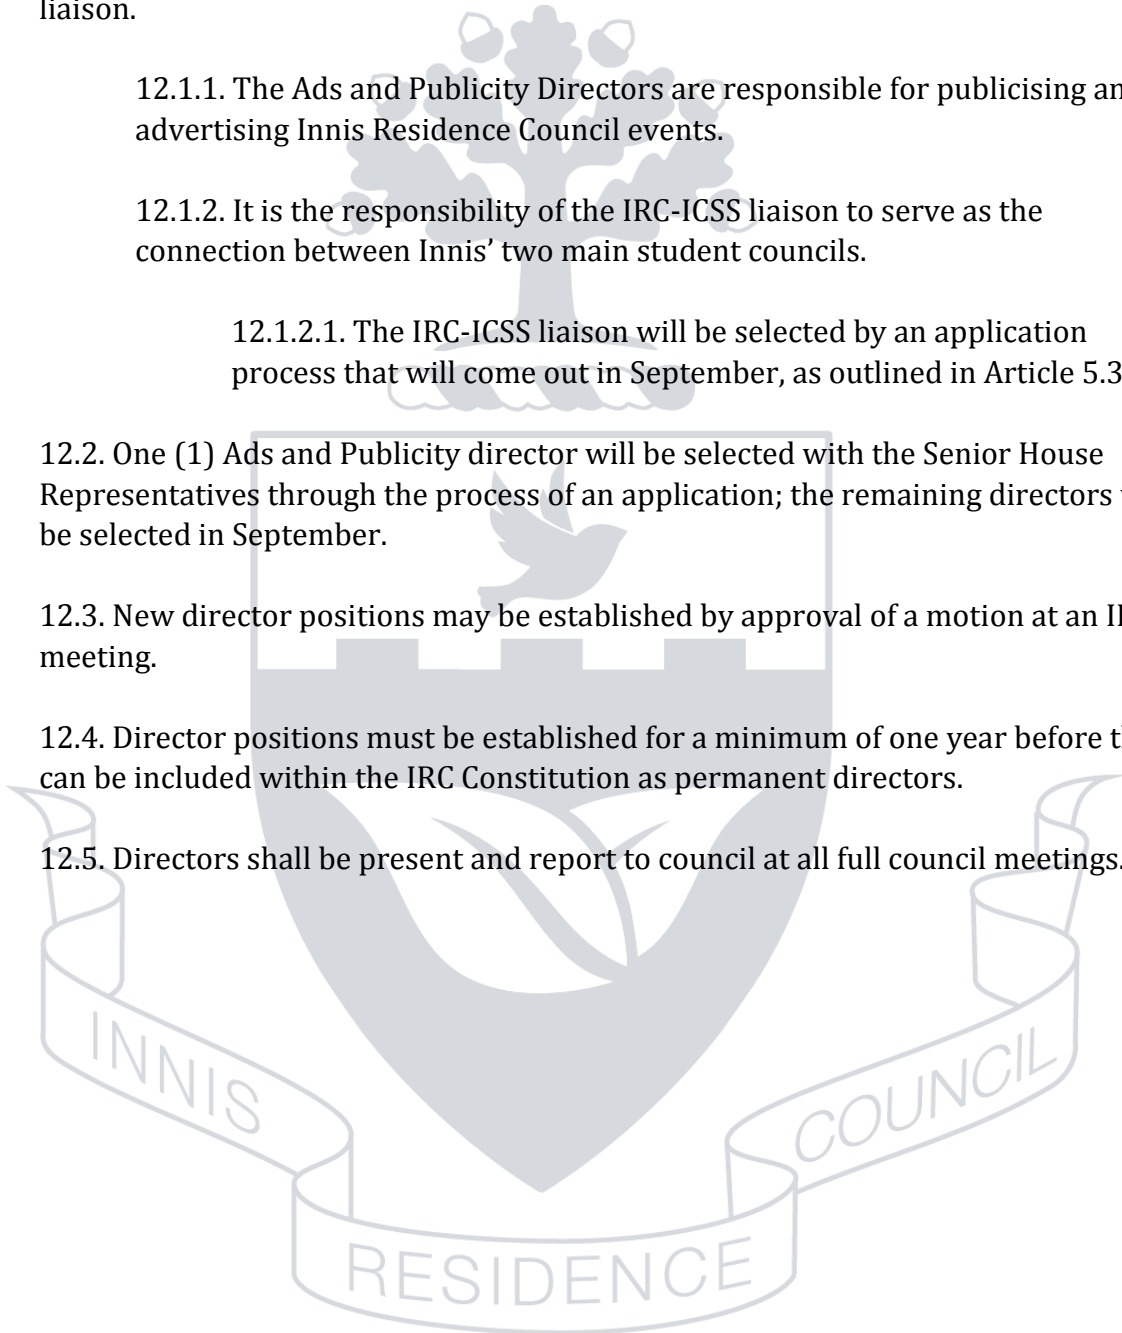 liaison.
12.1.1. The Ads and Publicity Directors are responsible for publicising
advertising Innis Residence Council events.
12.1.2. It is the responsibility of the IRC-ICSS liaison to serve as the
connection between Innis’ two main student councils.
12.1.2.1. The IRC-ICSS liaison will be selected by an application
process that will come out in September, as outlined in Article 5.3
12.2. One (1) Ads and Publicity director will be selected with the Senior House
Representatives through the process of an application; the remaining directors
be selected in September.
12.3. New director positions may be established by approval of a motion at an
meeting.
12.4. Director positions must be established for a minimum of one year before
can be included within the IRC Constitution as permanent directors.
12.5. Directors shall be present and report to council at all full council meetings.
INNIS
RESIDENCE
COUNCIL